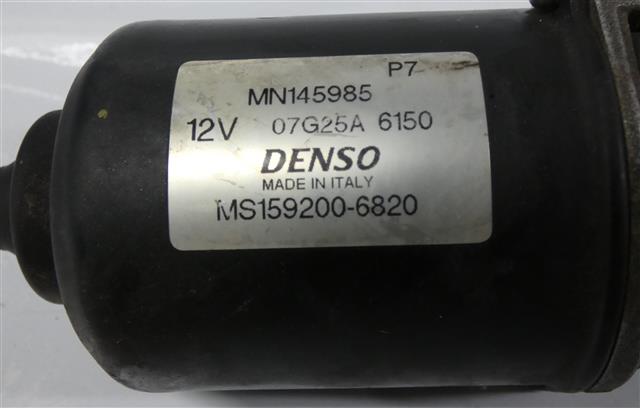 P7
MN145985
12V 07G25A 6150
DENSO
MADE IN ITALY
MS159200-6820